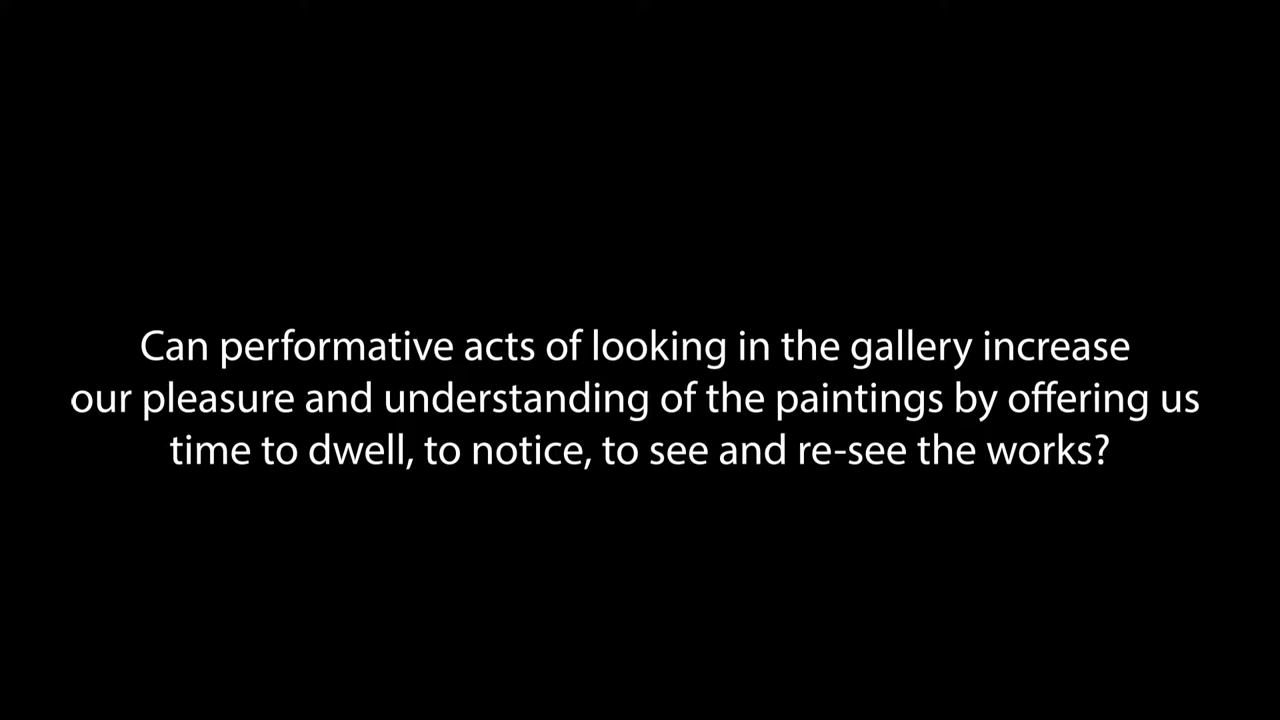 Can performative acts of looking in the gallery increase
our pleasure and understanding of the paintings by offering us
time to dwell, to notice, to see and re-see the works?